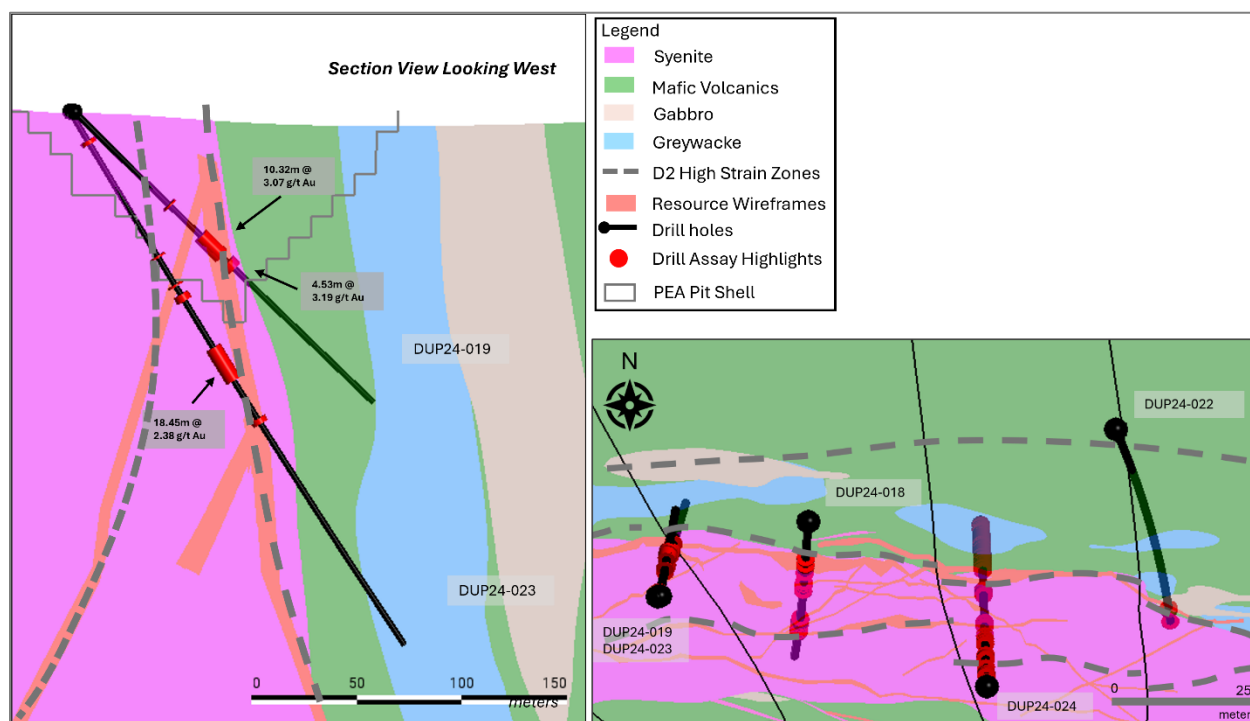 Section View Looking West
10.32m @
3.07 g/t Au
4.53m @
3.19 g/t Au
DUP24-019
18.45m @
2.38 g/t Au
DUP24-023
0 50 100 150
meters
Legend
Syenite
Mafic Volcanics
Gabbro
Greywacke
D2 High Strain Zones
Resource Wireframes
Drill holes
Drill Assay Highlights
PEA Pit Shell
N
DUP24-022
DUP24-018
DUP24-019
DUP24-023
DUP24-024
0 25
meter